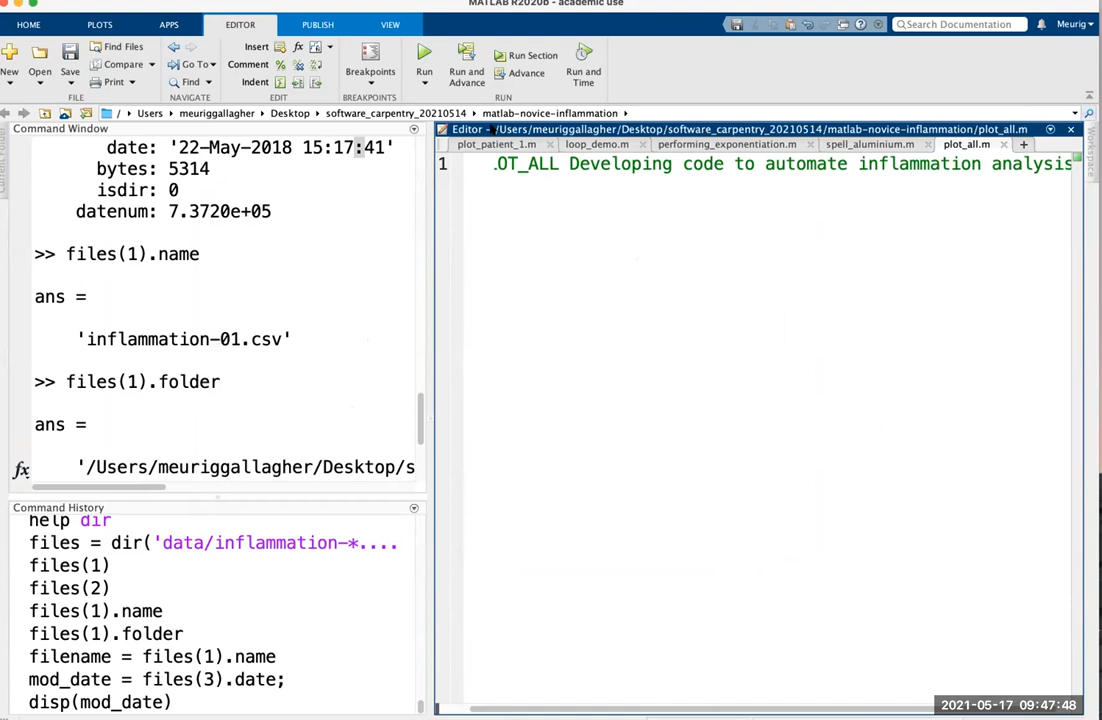 MATLAB R2020b - academic use
HOME PLOTS APPS EDITOR PUBLISH VIEW
Search Documentation Meurig
New Open Save Find Files Compare Print
FILE
Go To Find
NAVIGATE
Insert fx
Comment %
Indent
EDIT
Breakpoints
BREAKPOINTS
Run Run and Advance Run Section Advance Run and Time
RUN
/ Users meuriggallagher Desktop software_carpentry_20210514 matlab-novice-inflammation
Command Window
date: '22-May-2018 15:17:41'
bytes: 5314
isdir: 0
datenum: 7.3720e+05
>> files(1).name
ans =
'inflammation-01.csv'
>> files(1).folder
ans =
fx '/Users/meuriggallagher/Desktop/s
Command History
help dir
files = dir('data/inflammation-*....
files(1)
files(2)
files(1).name
files(1).folder
filename = files(1).name
mod_date = files(3).date;
disp(mod_date)
Editor - /Users/meuriggallagher/Desktop/software_carpentry_20210514/matlab-novice-inflammation/plot_all.m
plot_patient_1.m loop_demo.m performing_exponentiation.m spell_aluminium.m plot_all.m
1 .OT_ALL Developing code to automate inflammation analysis
Workspace
2021-05-17 09:47:48